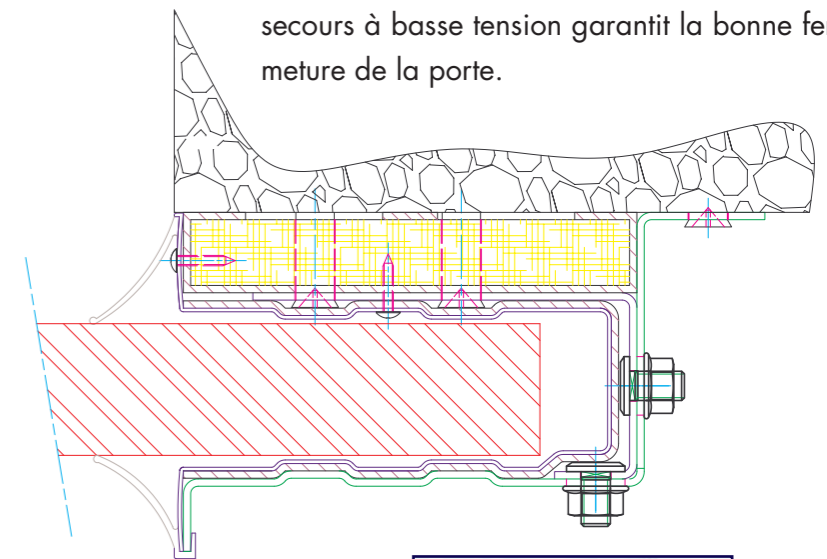 secours à basse tension garantit la bonne fer
meture de la porte.